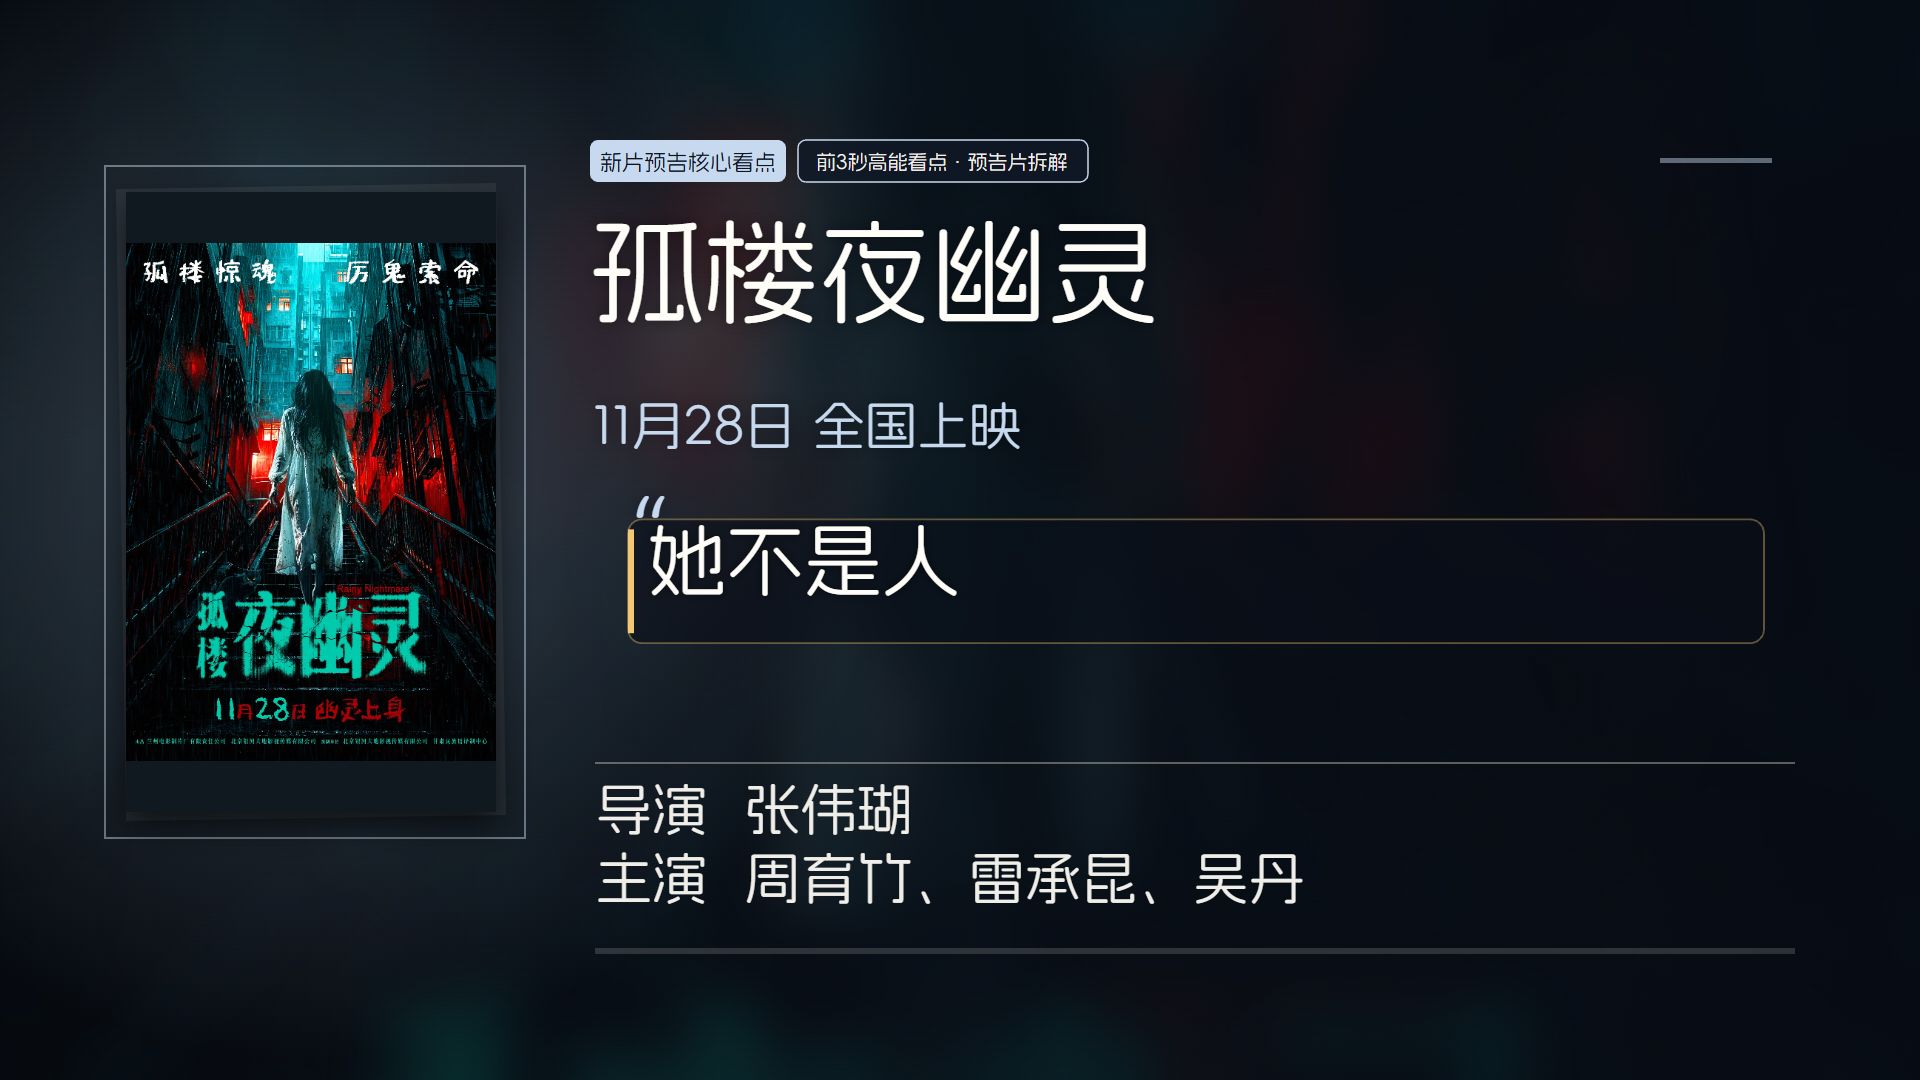 新片预告核心看点
前3秒高能看点 · 预告片拆解
孤楼夜幽灵
11月28日 全国上映
“
她不是人
导演 张伟瑚
主演 周育竹、雷承昆、吴丹
孤楼惊魂 厉鬼索命
Rainy Nightmare
孤楼夜幽灵
11月28日 幽灵上身